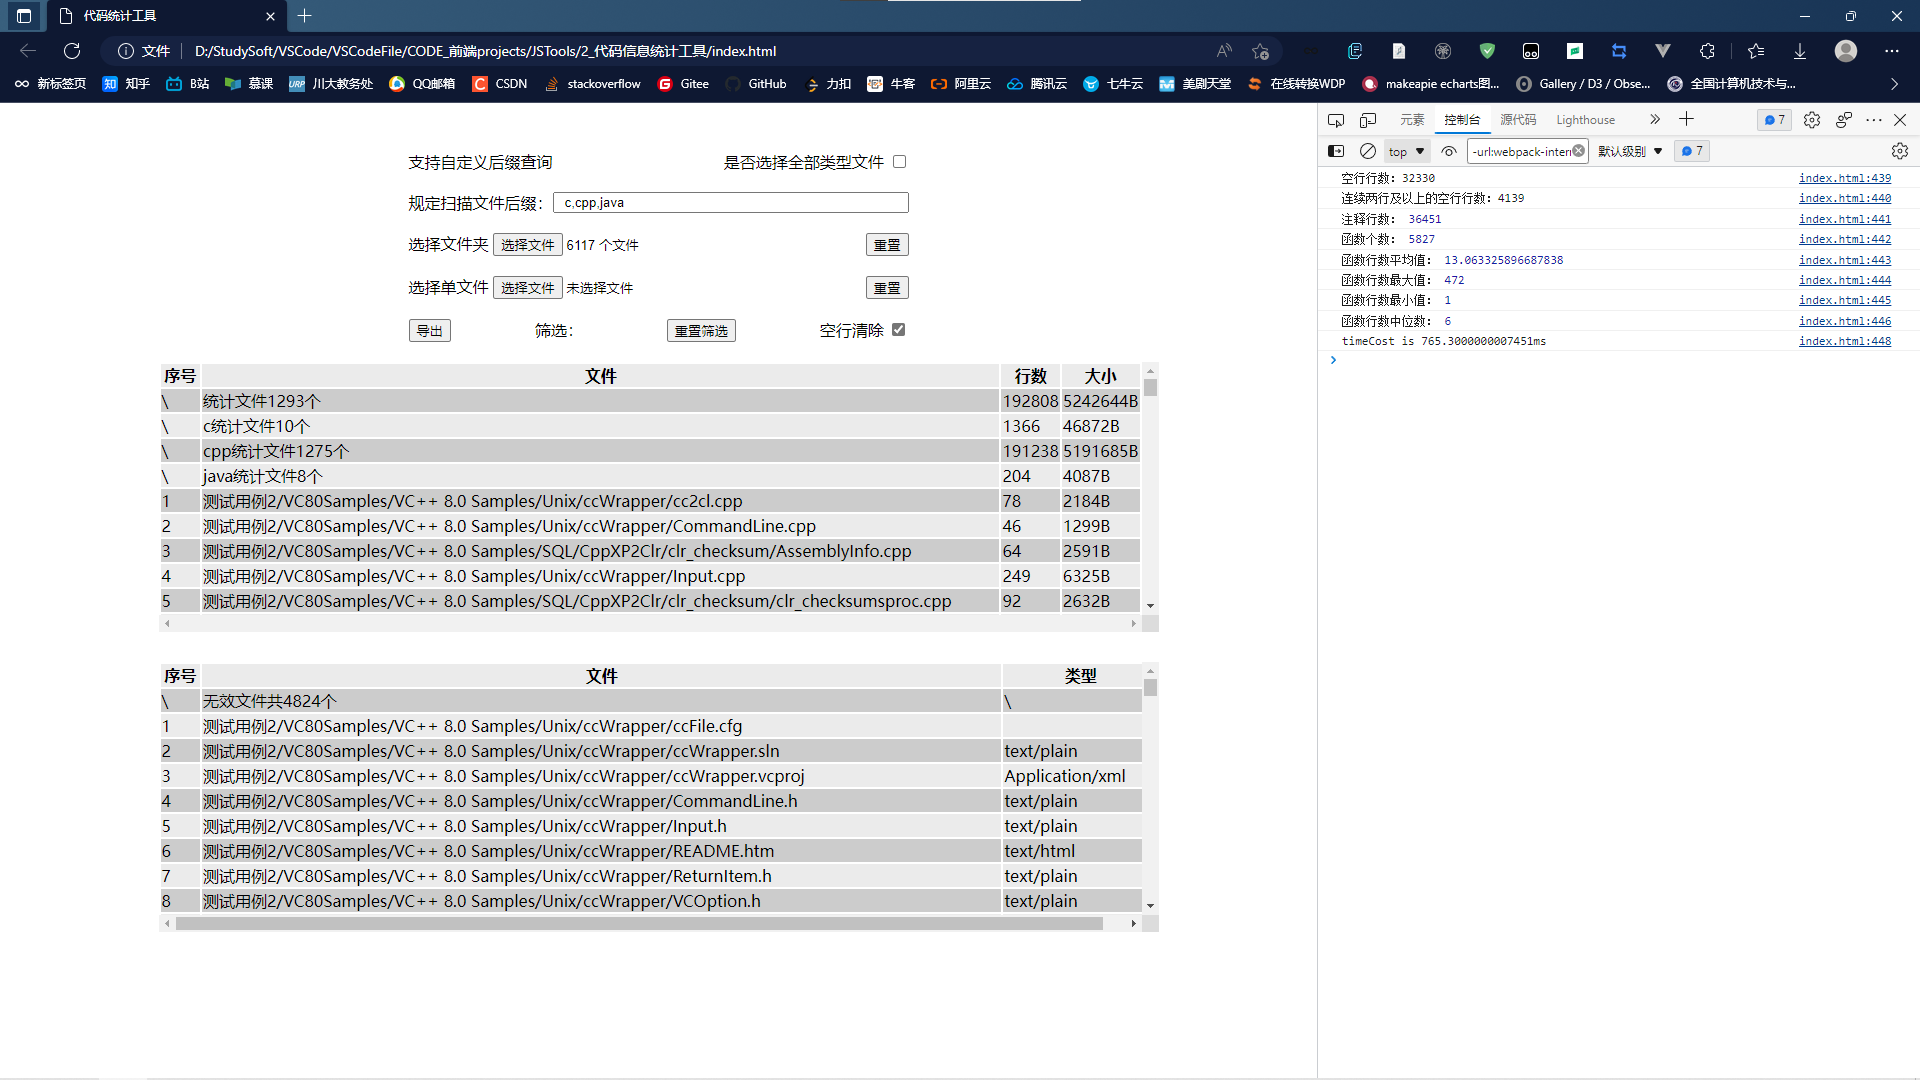 代码统计工具
文件 D:/StudySoft/VSCode/VSCodeFile/CODE_前端projects/JSTools/2_代码信息统计工具/index.html
新标签页 知乎 B站 慕课 川大教务处 QQ邮箱 CSDN stackoverflow Gitee GitHub 力扣 牛客 阿里云 腾讯云 七牛云 美剧天堂 在线转换WDP makeapie echarts图... Gallery / D3 / Obse... 全国计算机技术与...
支持自定义后缀查询 是否选择全部类型文件
规定扫描文件后缀： c,cpp,java
选择文件夹 选择文件 6117 个文件 重置
选择单文件 选择文件 未选择文件 重置
导出 筛选： 重置筛选 空行清除
序号 文件 行数 大小
\ 统计文件1293个 192808 5242644B
\ c统计文件10个 1366 46872B
\ cpp统计文件1275个 191238 5191685B
\ java统计文件8个 204 4087B
1 测试用例2/VC80Samples/VC++ 8.0 Samples/Unix/ccWrapper/cc2cl.cpp 78 2184B
2 测试用例2/VC80Samples/VC++ 8.0 Samples/Unix/ccWrapper/CommandLine.cpp 46 1299B
3 测试用例2/VC80Samples/VC++ 8.0 Samples/SQL/CppXP2Clr/clr_checksum/AssemblyInfo.cpp 64 2591B
4 测试用例2/VC80Samples/VC++ 8.0 Samples/Unix/ccWrapper/Input.cpp 249 6325B
5 测试用例2/VC80Samples/VC++ 8.0 Samples/SQL/CppXP2Clr/clr_checksum/clr_checksumsproc.cpp 92 2632B
序号 文件 类型
\ 无效文件共4824个 \
1 测试用例2/VC80Samples/VC++ 8.0 Samples/Unix/ccWrapper/ccFile.cfg
2 测试用例2/VC80Samples/VC++ 8.0 Samples/Unix/ccWrapper/ccWrapper.sln text/plain
3 测试用例2/VC80Samples/VC++ 8.0 Samples/Unix/ccWrapper/ccWrapper.vcproj Application/xml
4 测试用例2/VC80Samples/VC++ 8.0 Samples/Unix/ccWrapper/CommandLine.h text/plain
5 测试用例2/VC80Samples/VC++ 8.0 Samples/Unix/ccWrapper/Input.h text/plain
6 测试用例2/VC80Samples/VC++ 8.0 Samples/Unix/ccWrapper/README.htm text/html
7 测试用例2/VC80Samples/VC++ 8.0 Samples/Unix/ccWrapper/ReturnItem.h text/plain
8 测试用例2/VC80Samples/VC++ 8.0 Samples/Unix/ccWrapper/VCOption.h text/plain
元素 控制台 源代码 Lighthouse 7
top -url:webpack-inter 默认级别 7
空行行数：32330 index.html:439
连续两行及以上的空行行数：4139 index.html:440
注释行数： 36451 index.html:441
函数个数： 5827 index.html:442
函数行数平均值： 13.063325896687838 index.html:443
函数行数最大值： 472 index.html:444
函数行数最小值： 1 index.html:445
函数行数中位数： 6 index.html:446
timeCost is 765.3000000007451ms index.html:448